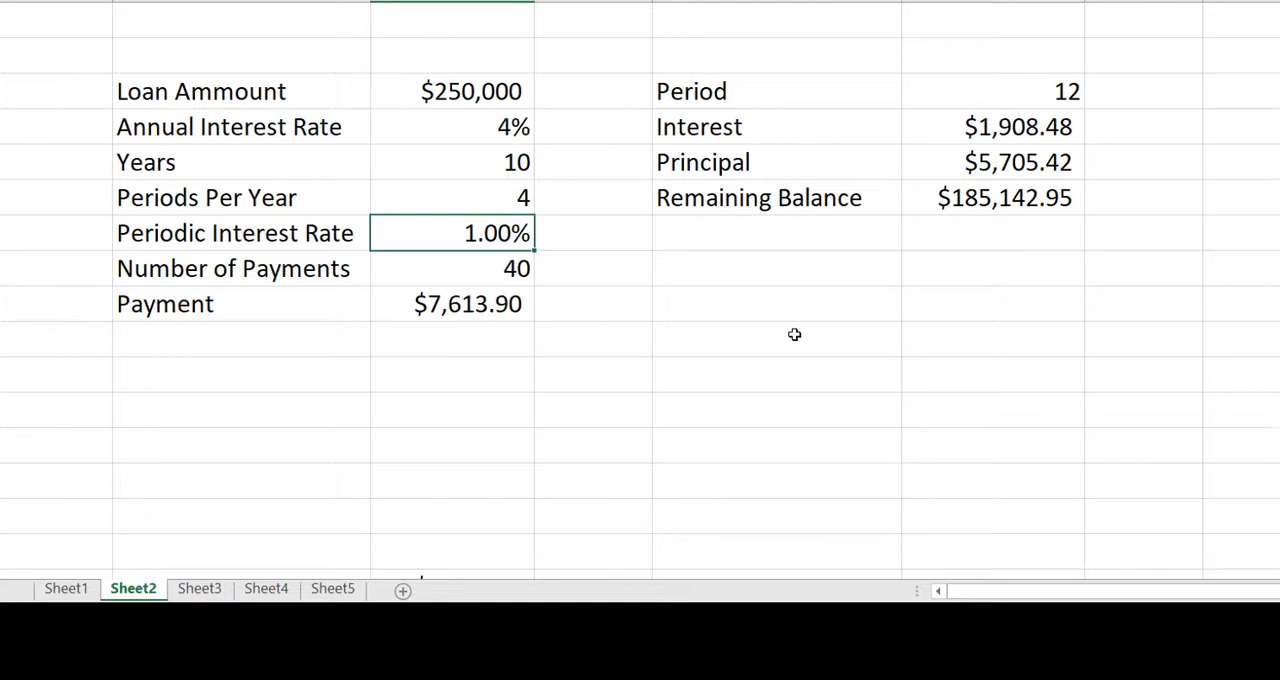 Loan Ammount $250,000 Period 12
Annual Interest Rate 4% Interest $1,908.48
Years 10 Principal $5,705.42
Periods Per Year 4 Remaining Balance $185,142.95
Periodic Interest Rate 1.00%
Number of Payments 40
Payment $7,613.90
Sheet1 Sheet2 Sheet3 Sheet4 Sheet5